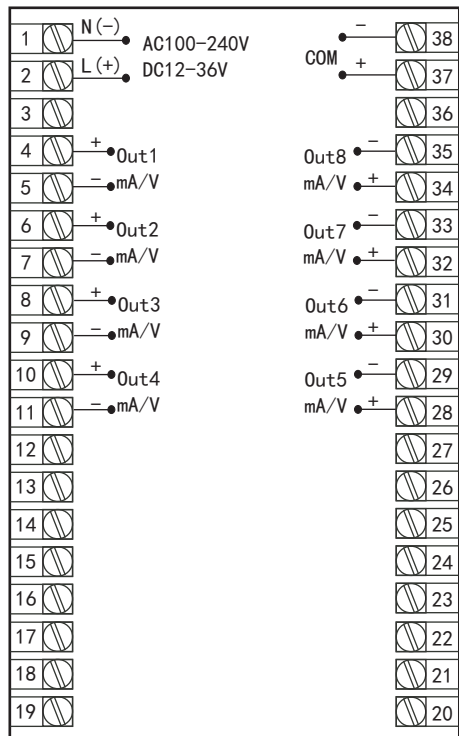 1 N(-) AC100-240V
2 L(+) DC12-36V
3
4 + Out1
5 - mA/V
6 + Out2
7 - mA/V
8 + Out3
9 - mA/V
10 + Out4
11 - mA/V
12
13
14
15
16
17
18
19
- 38
COM + 37
36
Out8 - 35
mA/V + 34
Out7 - 33
mA/V + 32
Out6 - 31
mA/V + 30
Out5 - 29
mA/V + 28
27
26
25
24
23
22
21
20